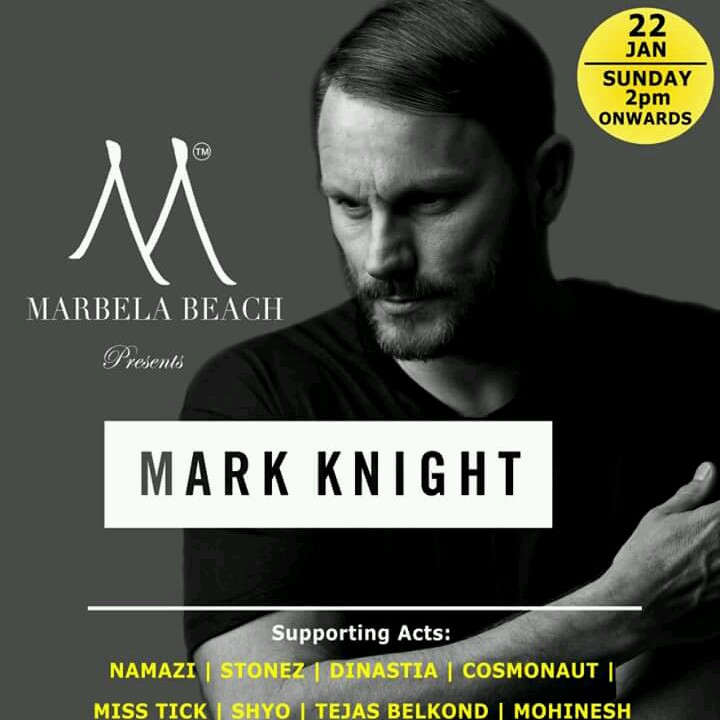 22
JAN
SUNDAY
2pm
ONWARDS
TM
MARBELA BEACH
Presents
MARK KNIGHT
Supporting Acts:
NAMAZI | STONEZ | DINASTIA | COSMONAUT |
MISS TICK | SHYO | TEJAS BELKOND | MOHINESH